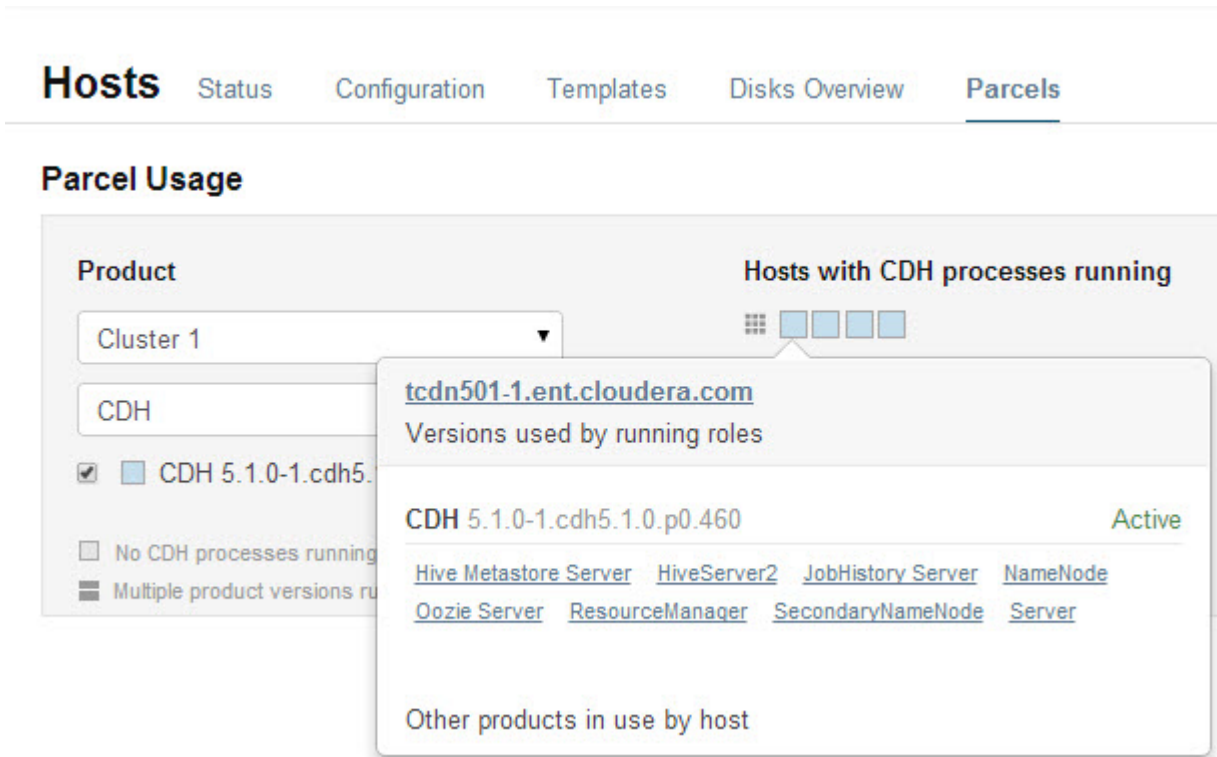 Hosts Status Configuration Templates Disks Overview Parcels
Parcel Usage
Product
Hosts with CDH processes running
Cluster 1
CDH
CDH 5.1.0-1.cdh5.
No CDH processes running
Multiple product versions ru
tcdn501-1.ent.cloudera.com
Versions used by running roles
CDH 5.1.0-1.cdh5.1.0.p0.460 Active
Hive Metastore Server HiveServer2 JobHistory Server NameNode
Oozie Server ResourceManager SecondaryNameNode Server
Other products in use by host